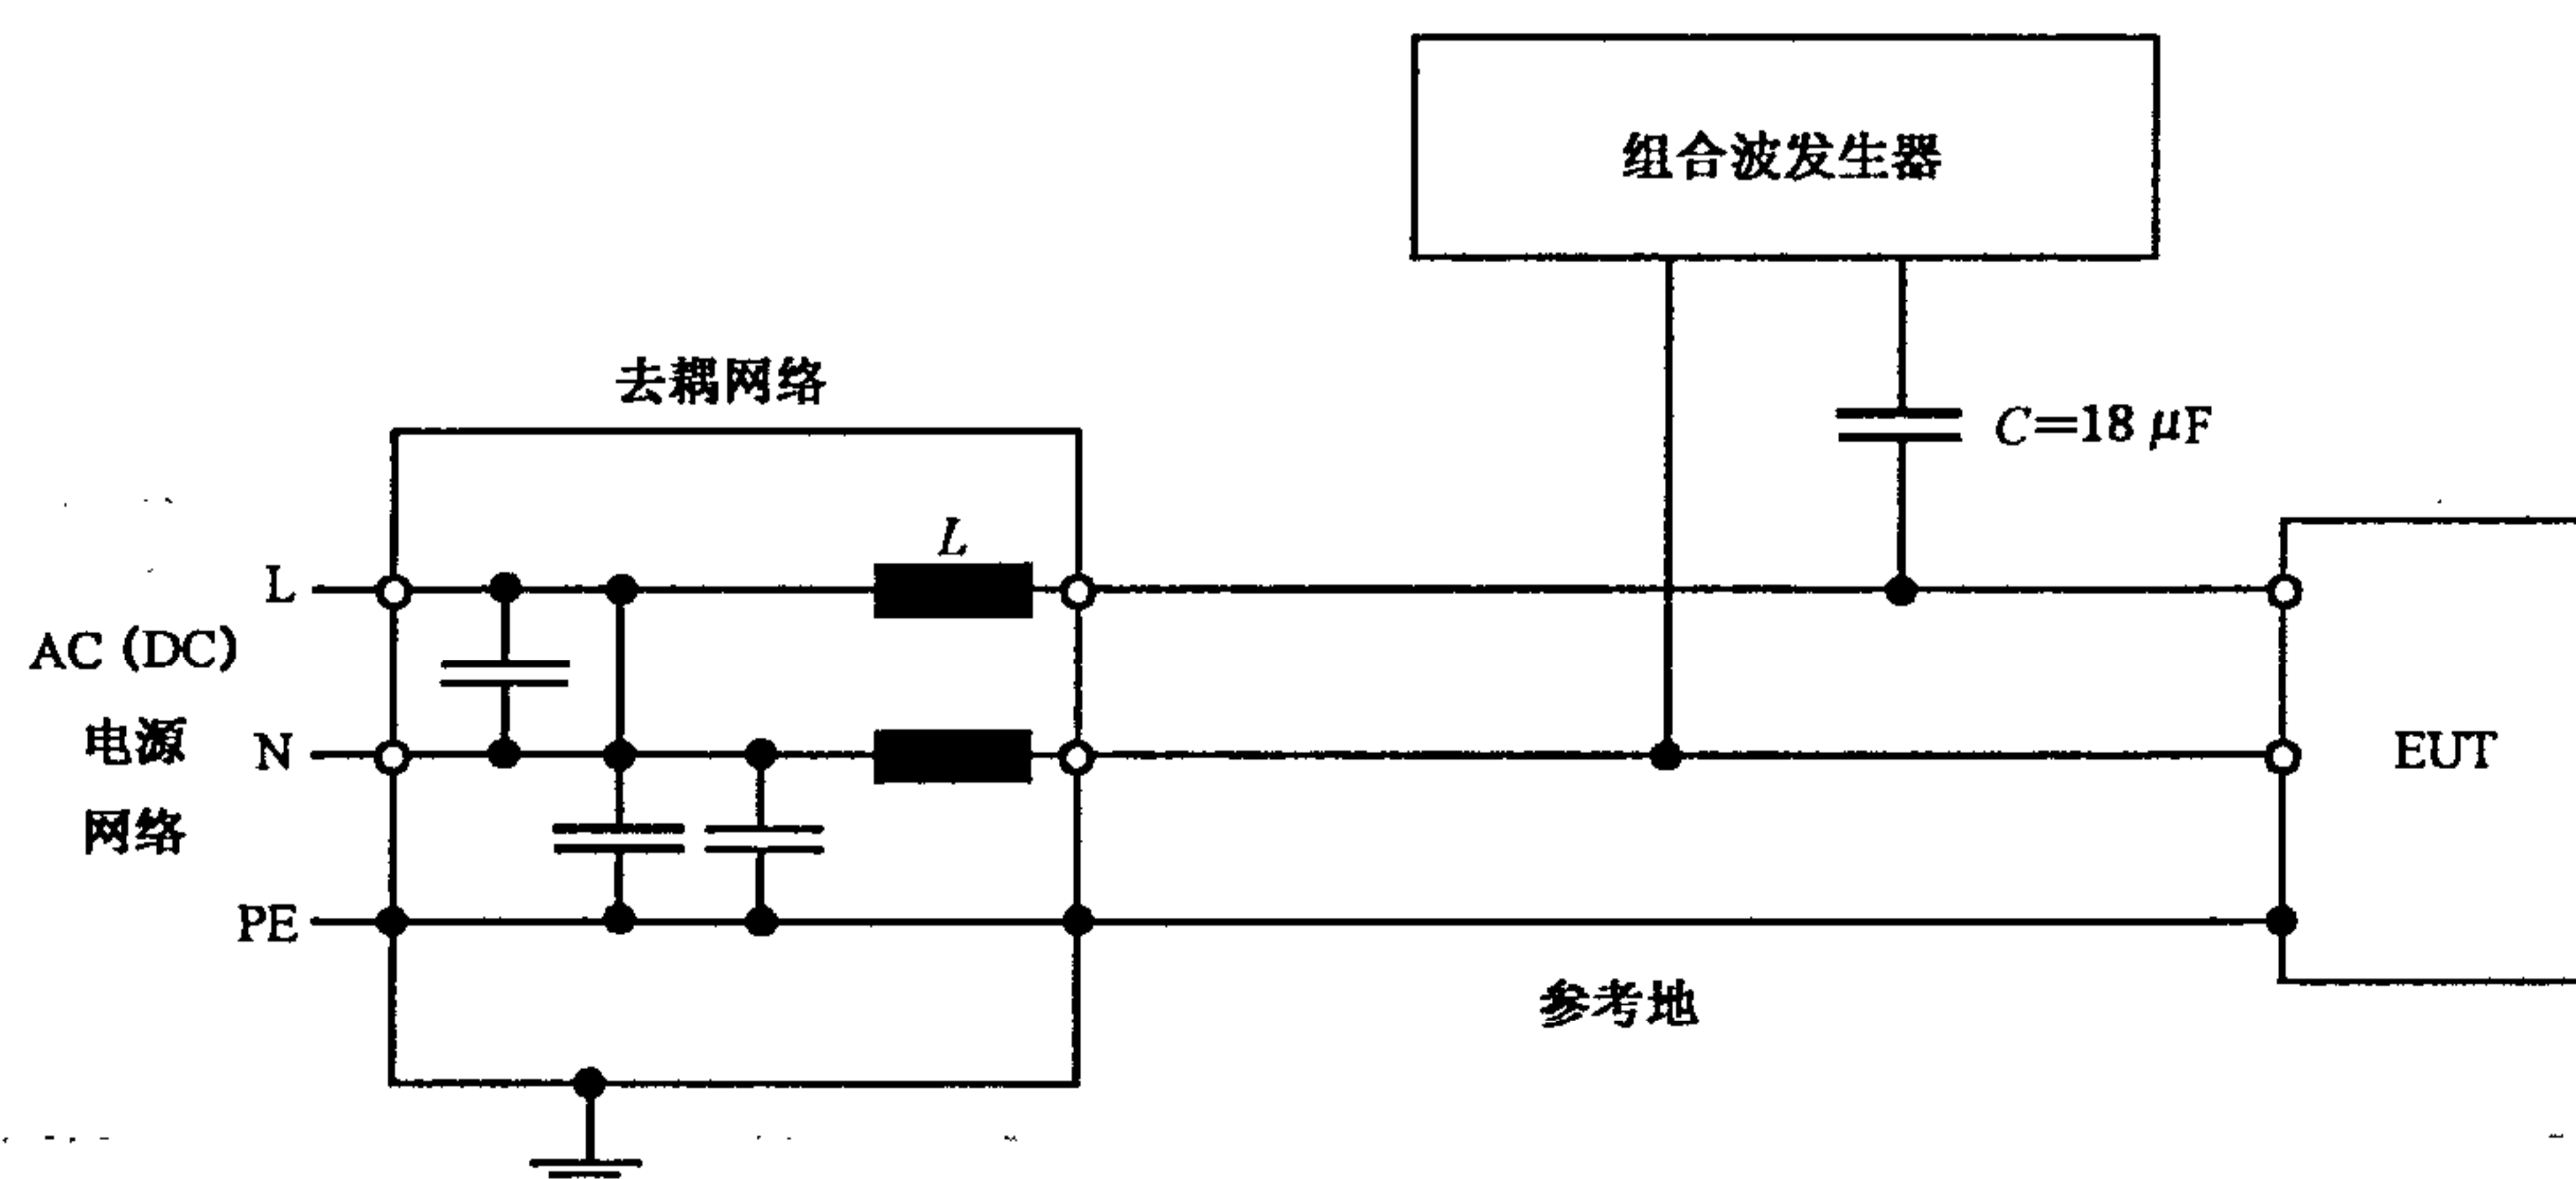 组合波发生器
去耦网络
C=18 μF
L
L
AC (DC)
电源
N
网络
EUT
PE
参考地